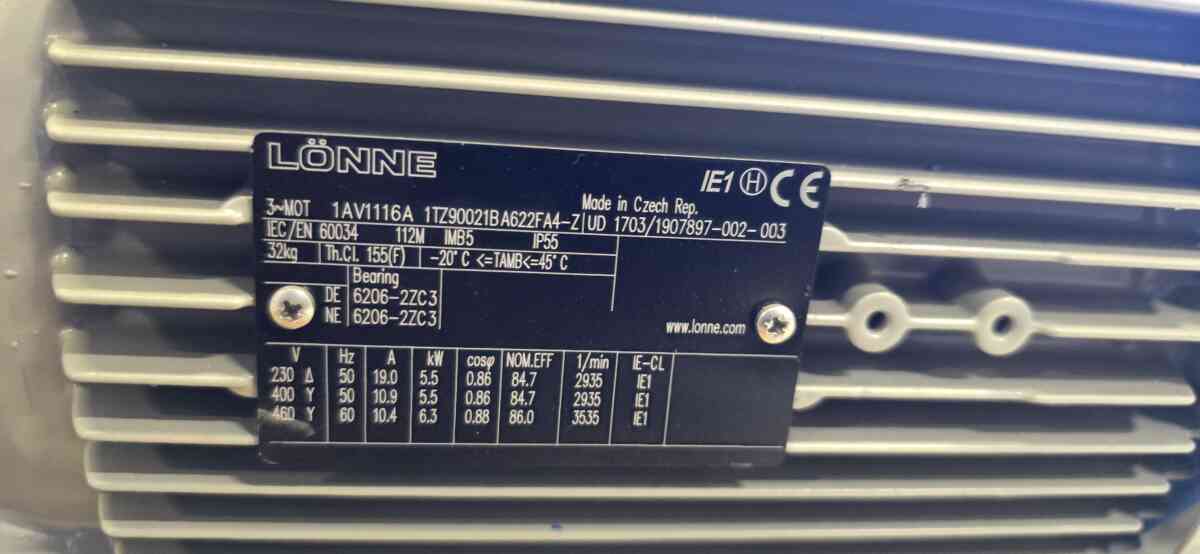 LÖNNE
IE1 H CE
Made in Czech Rep.
3~MOT 1AV1116A 1TZ90021BA622FA4-Z UD 1703/1907897-002-003
IEC/EN 60034 112M IMB5 IP55
32kg Th.Cl. 155(F) -20°C <=TAMB<=45°C
Bearing
DE 6206-2ZC3
NE 6206-2ZC3
www.lonne.com
V Hz A kW cosφ NOM.EFF 1/min IE-CL
230 Δ 50 19.0 5.5 0.86 84.7 2935 IE1
400 Y 50 10.9 5.5 0.86 84.7 2935 IE1
460 Y 60 10.4 6.3 0.88 86.0 3535 IE1